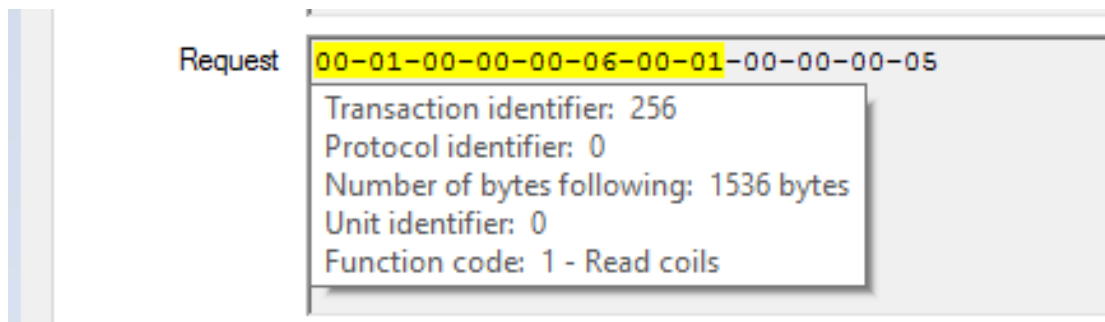 Request 00-01-00-00-00-06-00-01-00-00-00-05
Transaction identifier: 256
Protocol identifier: 0
Number of bytes following: 1536 bytes
Unit identifier: 0
Function code: 1 - Read coils